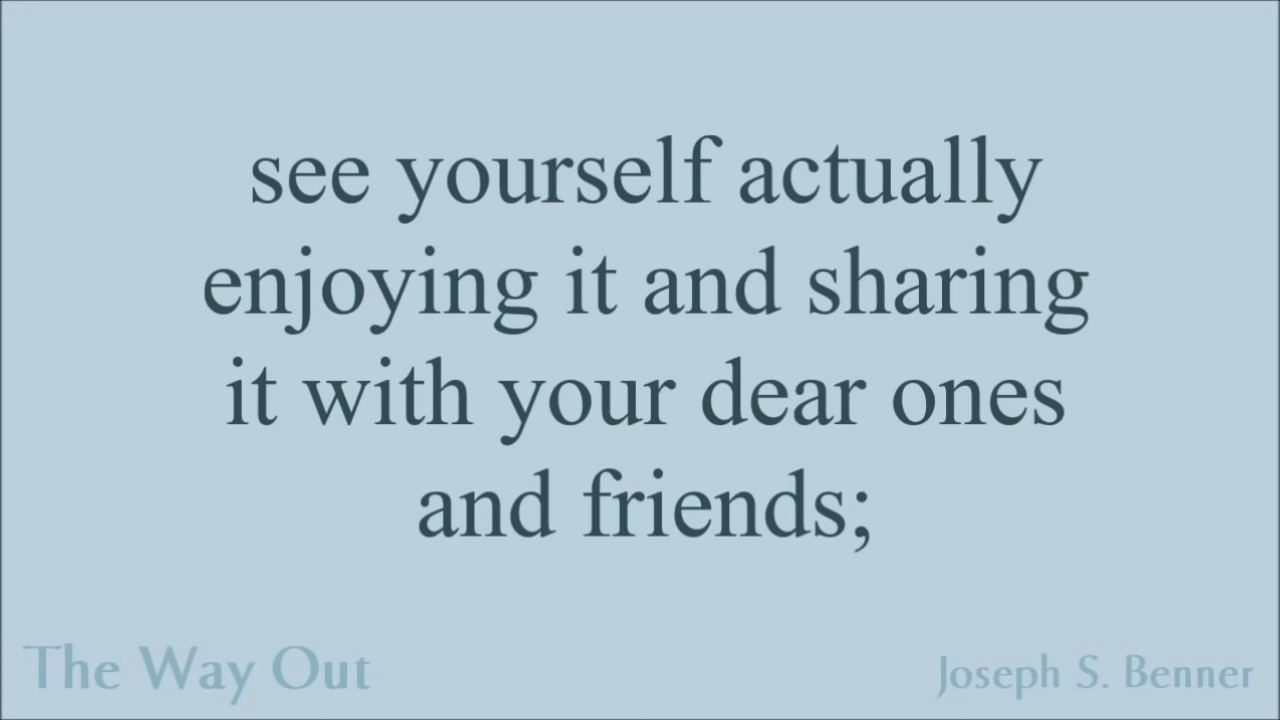 see yourself actually
enjoying it and sharing
it with your dear ones
and friends;
The Way Out
Joseph S. Benner